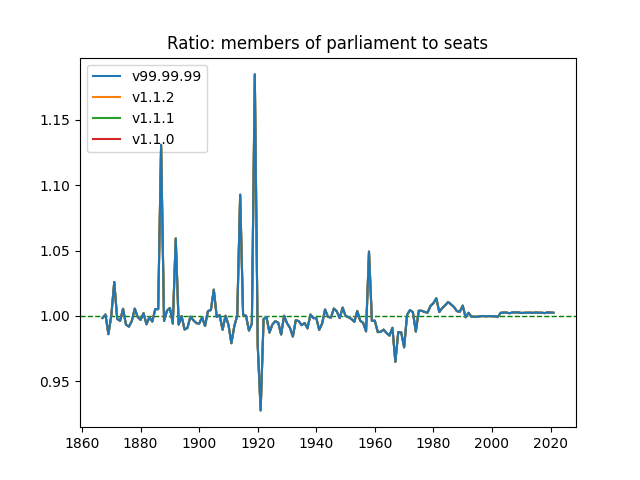 Ratio: members of parliament to seats
v99.99.99
v1.1.2
v1.1.1
v1.1.0
1.15
1.10
1.05
1.00
0.95
1860 1880 1900 1920 1940 1960 1980 2000 2020